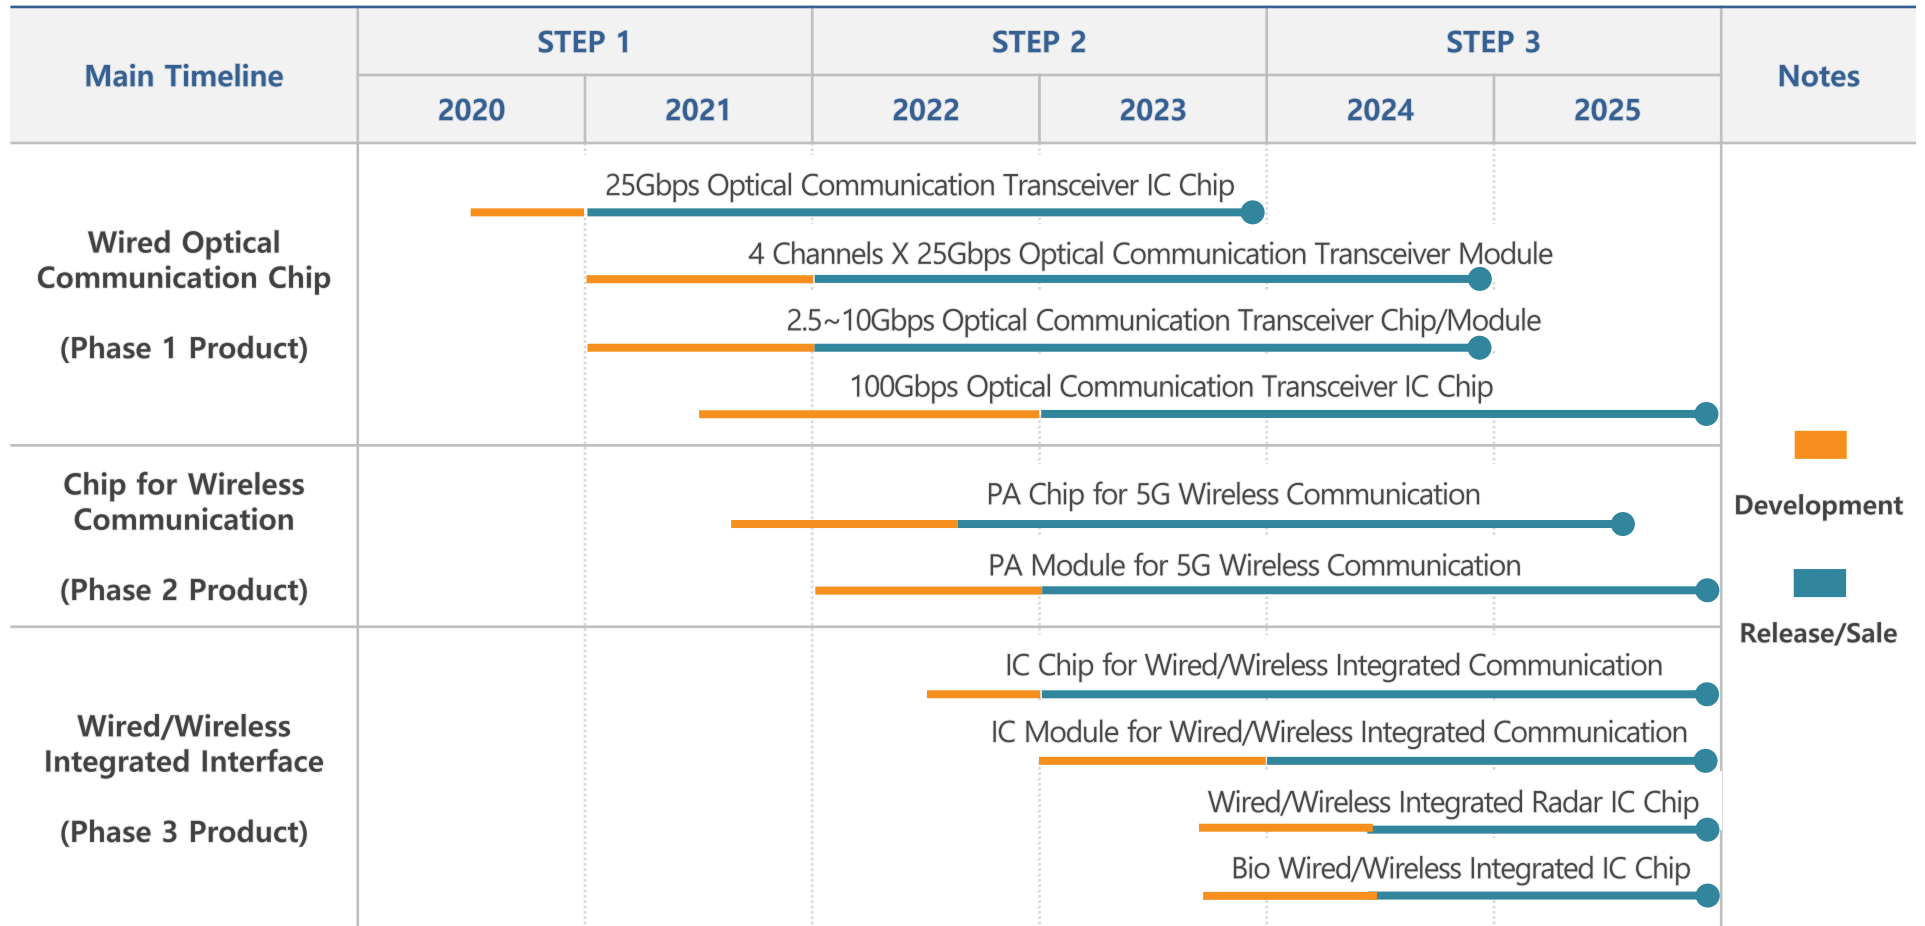 Main Timeline
STEP 1
STEP 2
STEP 3
Notes
2020
2021
2022
2023
2024
2025
Wired Optical
Communication Chip
(Phase 1 Product)
25Gbps Optical Communication Transceiver IC Chip
4 Channels X 25Gbps Optical Communication Transceiver Module
2.5~10Gbps Optical Communication Transceiver Chip/Module
100Gbps Optical Communication Transceiver IC Chip
Chip for Wireless
Communication
(Phase 2 Product)
PA Chip for 5G Wireless Communication
PA Module for 5G Wireless Communication
Wired/Wireless
Integrated Interface
(Phase 3 Product)
IC Chip for Wired/Wireless Integrated Communication
IC Module for Wired/Wireless Integrated Communication
Wired/Wireless Integrated Radar IC Chip
Bio Wired/Wireless Integrated IC Chip
Development
Release/Sale